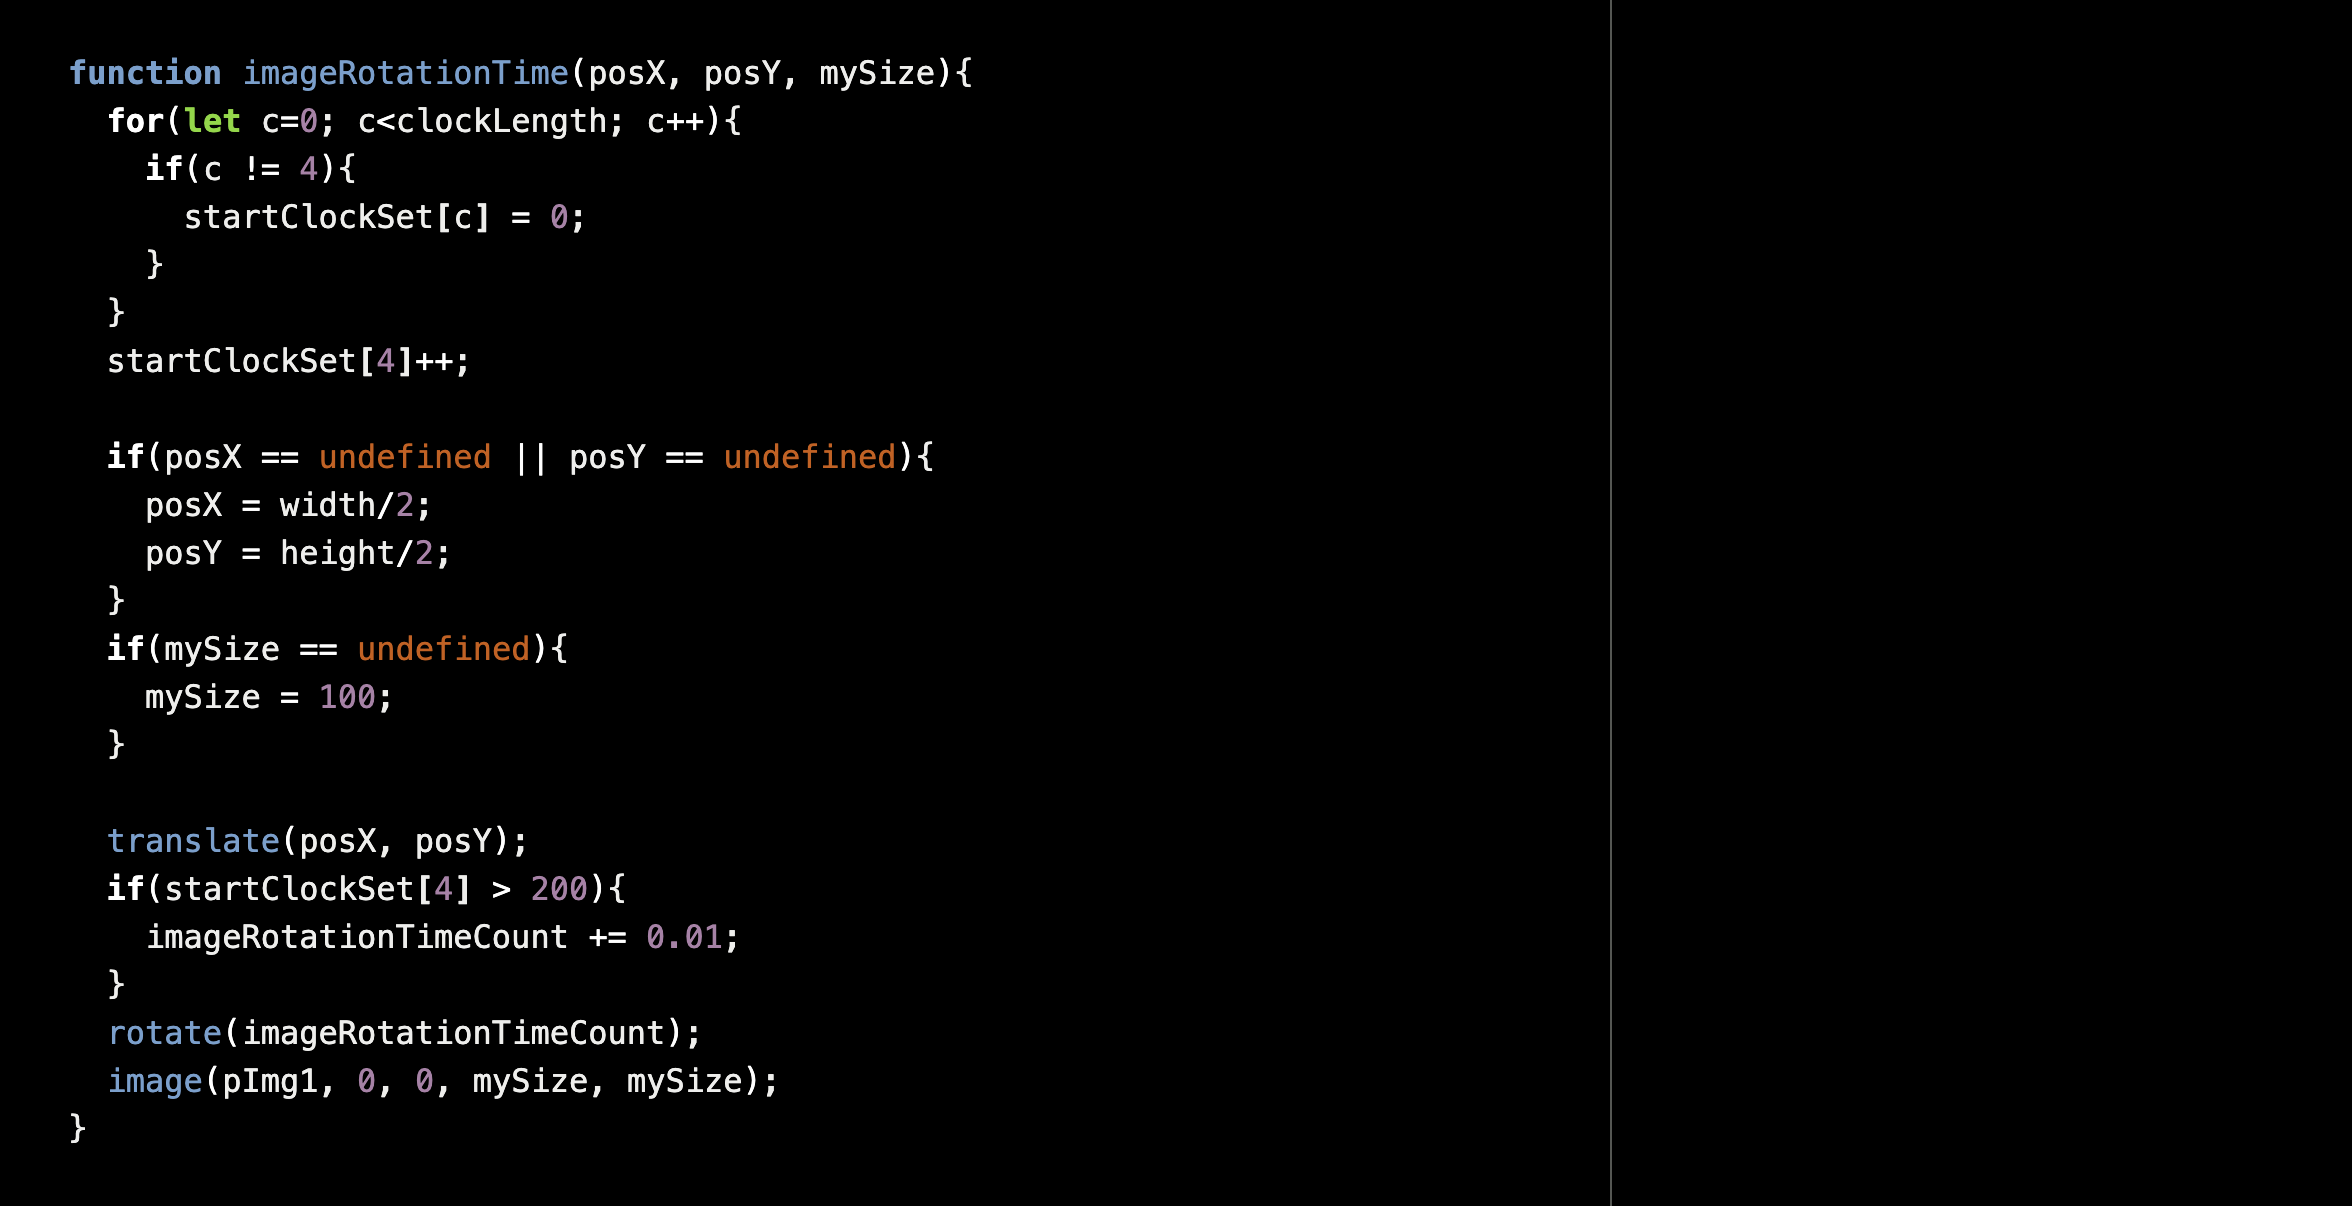 function imageRotationTime(posX, posY, mySize){
  for(let c=0; c<clockLength; c++){
    if(c != 4){
      startClockSet[c] = 0;
    }
  }
  startClockSet[4]++;

  if(posX == undefined || posY == undefined){
    posX = width/2;
    posY = height/2;
  }
  if(mySize == undefined){
    mySize = 100;
  }

  translate(posX, posY);
  if(startClockSet[4] > 200){
    imageRotationTimeCount += 0.01;
  }
  rotate(imageRotationTimeCount);
  image(pImg1, 0, 0, mySize, mySize);
}